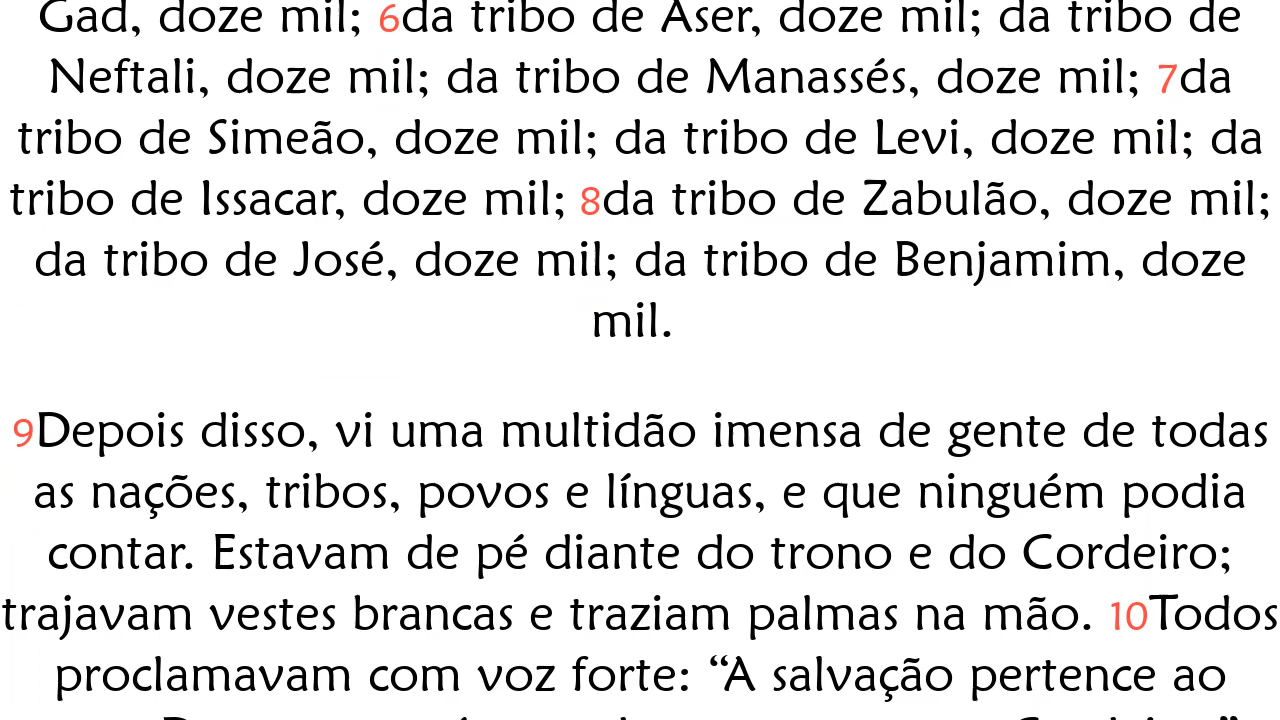 Gad, doze mil; 6da tribo de Aser, doze mil; da tribo de
Neftali, doze mil; da tribo de Manassés, doze mil; 7da
tribo de Simeão, doze mil; da tribo de Levi, doze mil; da
tribo de Issacar, doze mil; 8da tribo de Zabulão, doze mil;
da tribo de José, doze mil; da tribo de Benjamim, doze
mil.
9Depois disso, vi uma multidão imensa de gente de todas
as nações, tribos, povos e línguas, e que ninguém podia
contar. Estavam de pé diante do trono e do Cordeiro;
trajavam vestes brancas e traziam palmas na mão. 10Todos
proclamavam com voz forte: “A salvação pertence ao